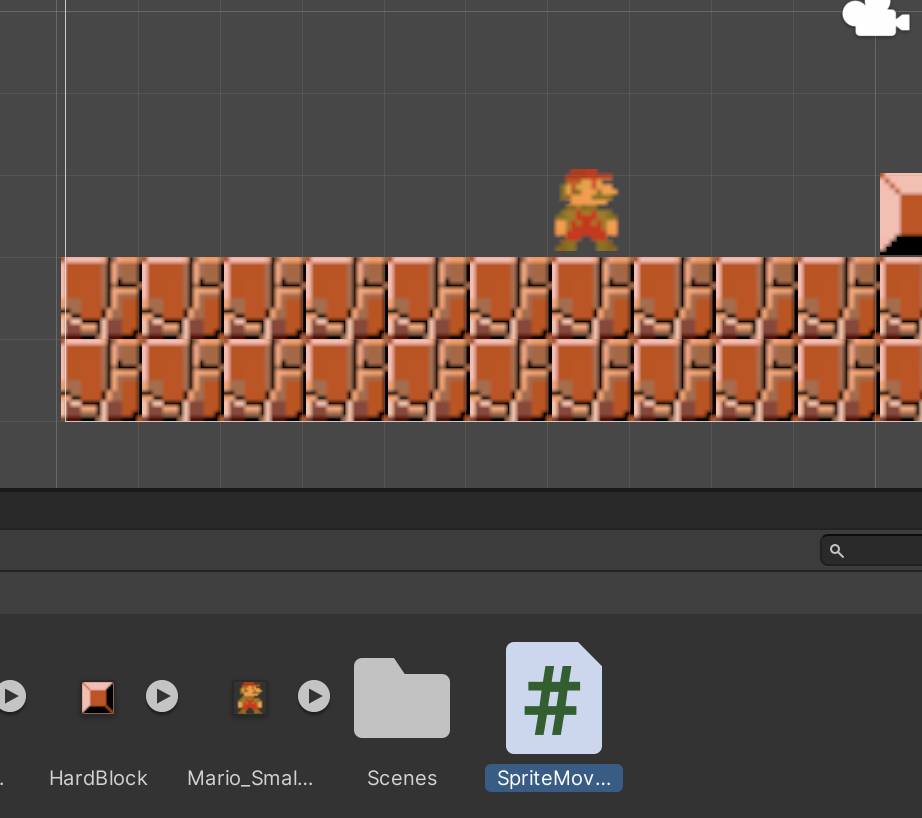 .
HardBlock
Mario_Smal...
Scenes
SpriteMov...